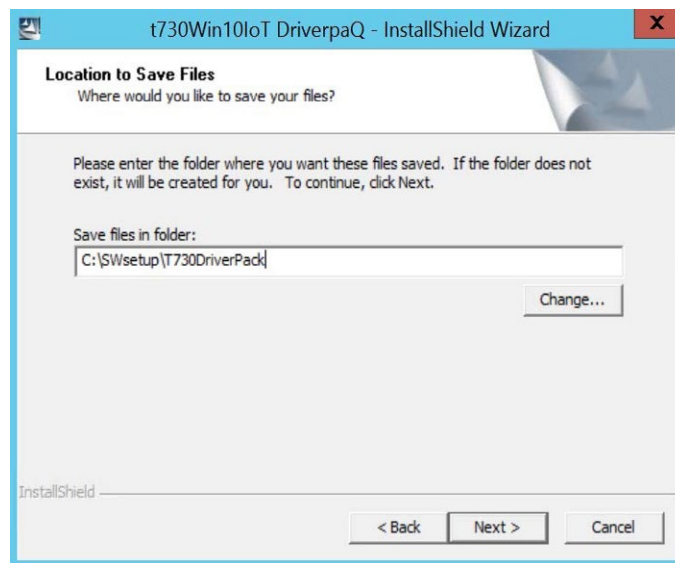 t730Win10IoT DriverpaQ - InstallShield Wizard
X
Location to Save Files
Where would you like to save your files?
Please enter the folder where you want these files saved. If the folder does not
exist, it will be created for you. To continue, click Next.
Save files in folder:
C:\SWsetup\T730DriverPack
Change...
InstallShield
< Back Next > Cancel